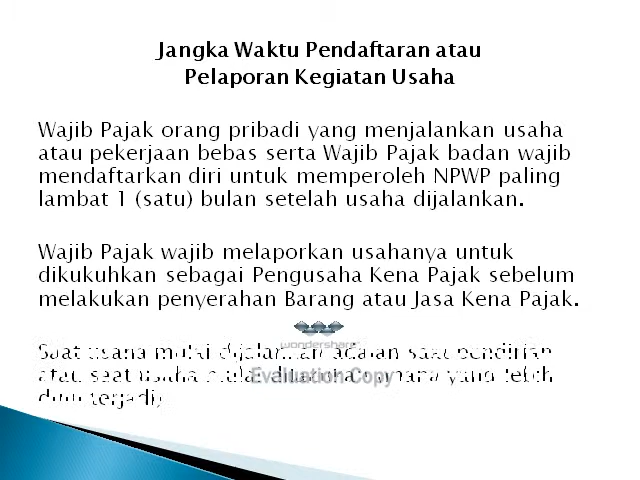 Jangka Waktu Pendaftaran atau
Pelaporan Kegiatan Usaha
Wajib Pajak orang pribadi yang menjalankan usaha
atau pekerjaan bebas serta Wajib Pajak badan wajib
mendaftarkan diri untuk memperoleh NPWP paling
lambat 1 (satu) bulan setelah usaha dijalankan.
Wajib Pajak wajib melaporkan usahanya untuk
dikukuhkan sebagai Pengusaha Kena Pajak sebelum
melakukan penyerahan Barang atau Jasa Kena Pajak.
wondershare
Saat usaha mulai dijalankan adalah saat pendirian
atau saat usaha
Evaluation Copy
yang lebih